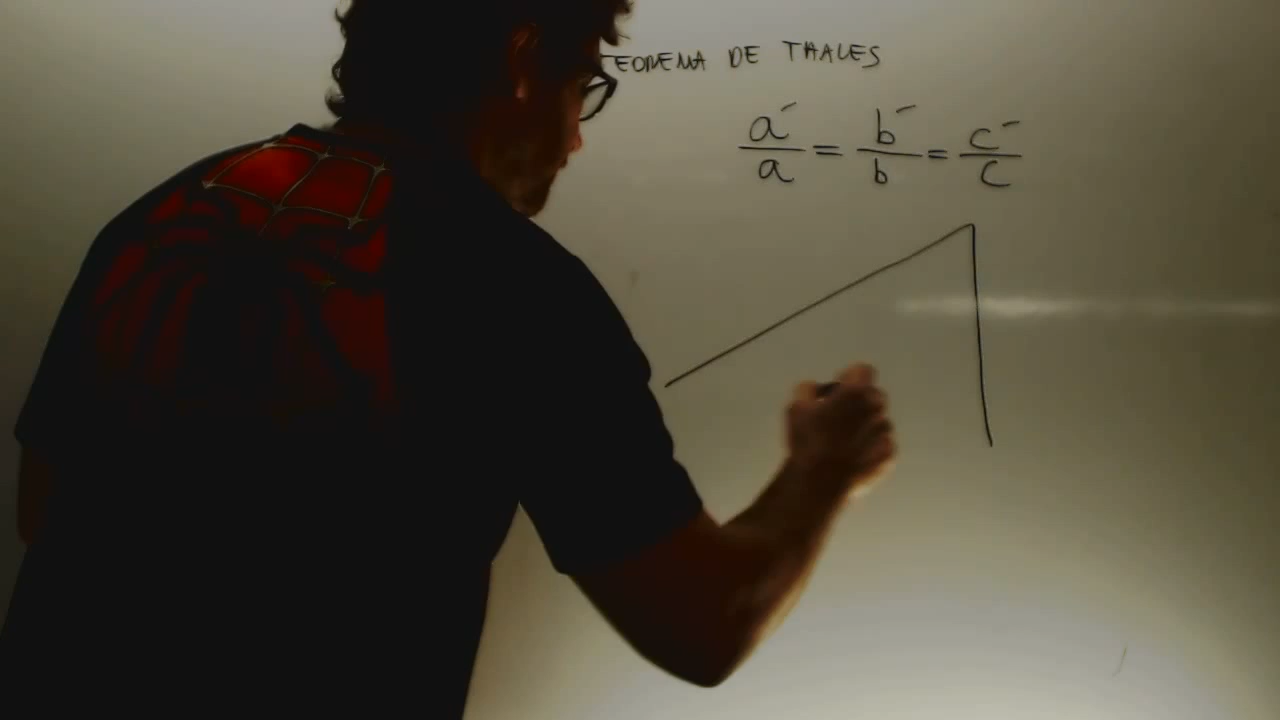 TEOREMA DE THALES
a´/a = b´/b = c´/c